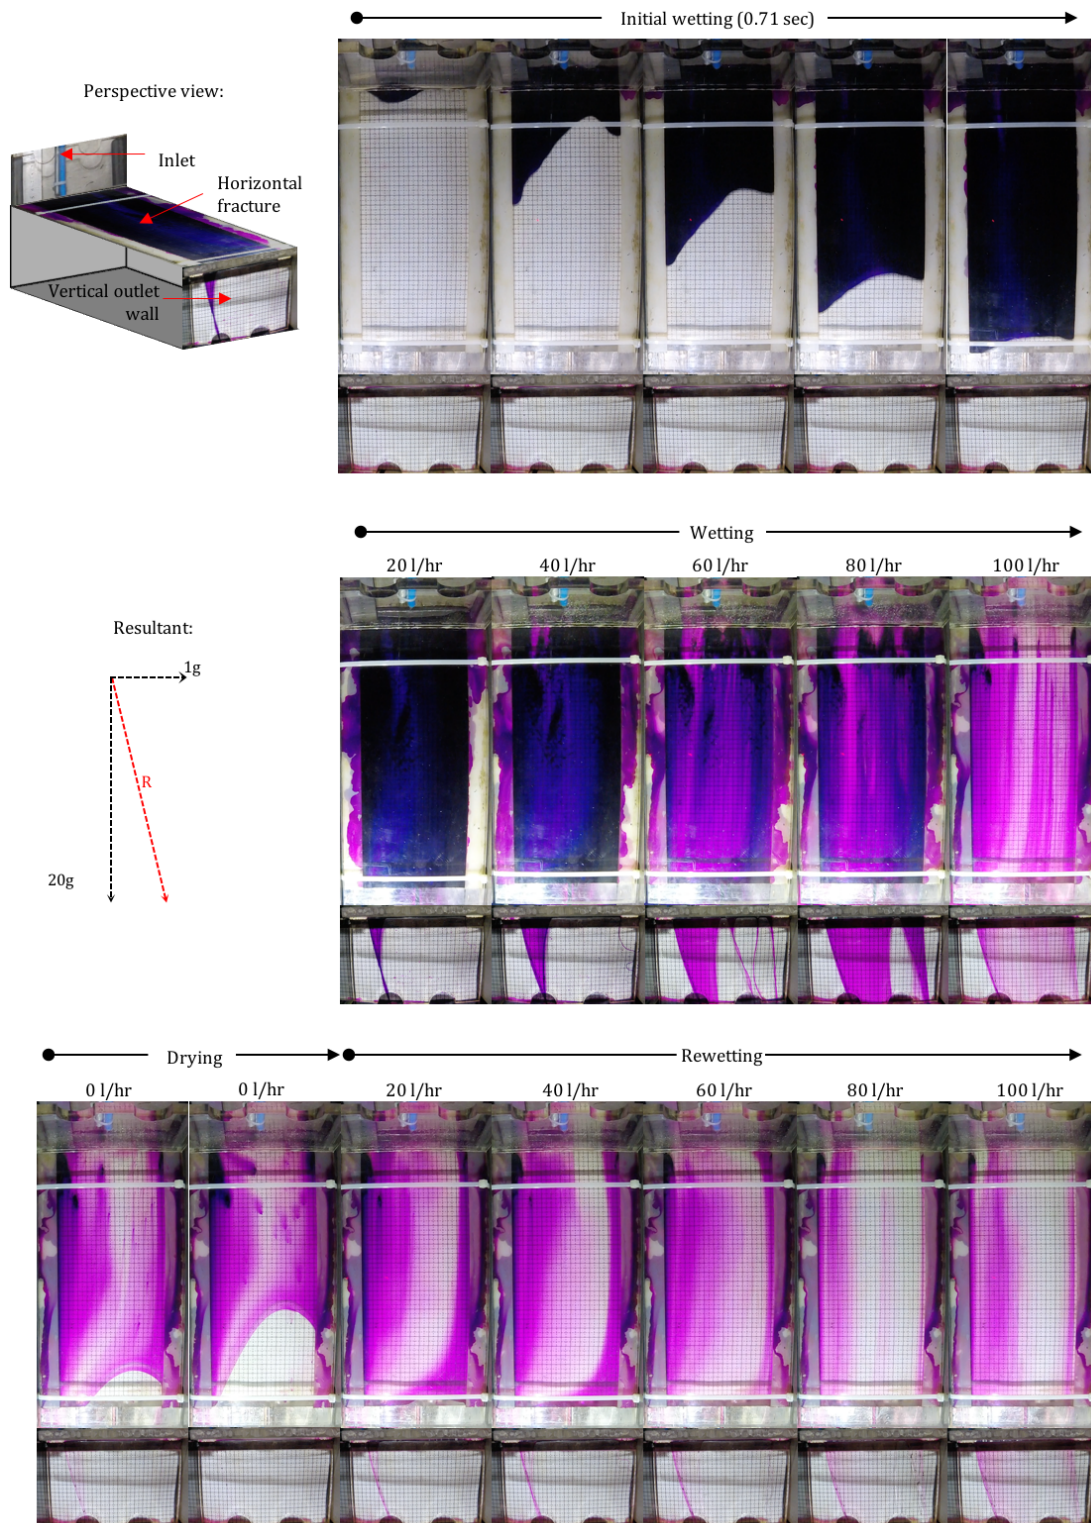 Initial wetting (0.71 sec)
Perspective view:
Inlet
Horizontal
fracture
Vertical outlet
wall
Wetting
20 l/hr 40 l/hr 60 l/hr 80 l/hr 100 l/hr
Resultant:
1g
R
20g
Drying Rewetting
0 l/hr 0 l/hr 20 l/hr 40 l/hr 60 l/hr 80 l/hr 100 l/hr